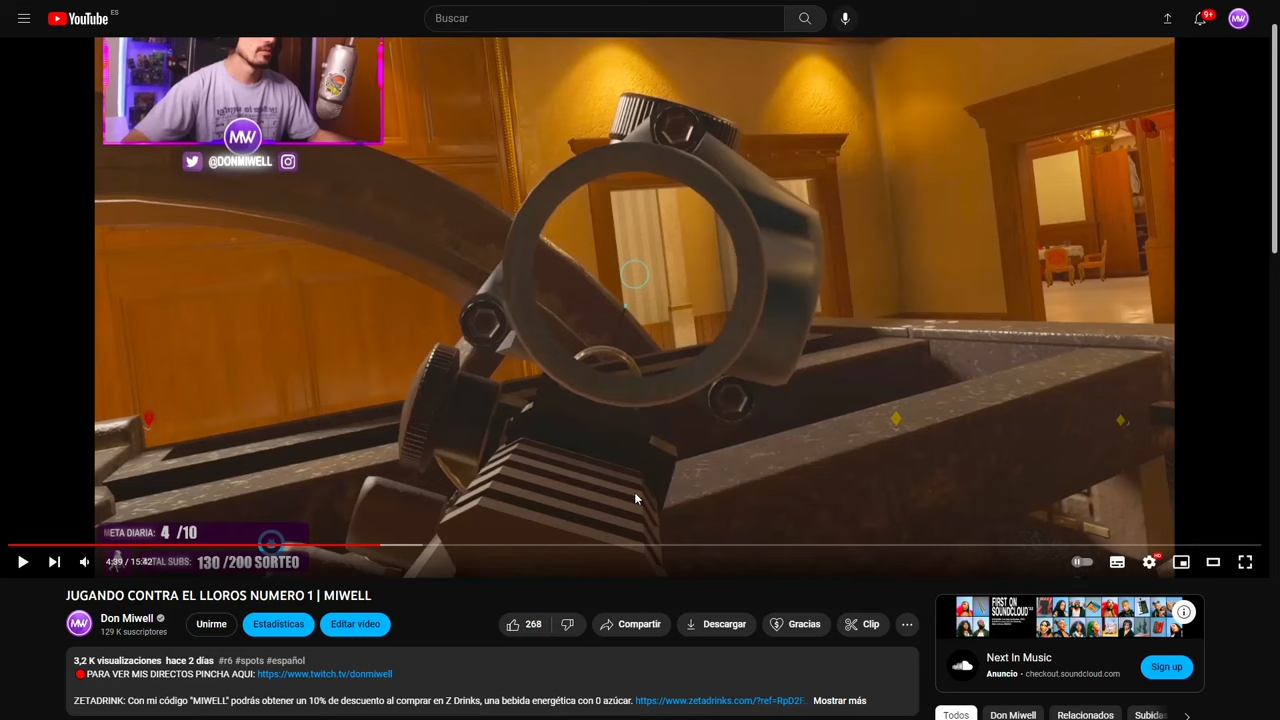 YouTube ES
Buscar
9+
MW
MW
@DONMIWELL
META DIARIA: 4 /10
TAL SUBS: 130 /200 SORTEO
4:39 / 15:42
HD
JUGANDO CONTRA EL LLOROS NUMERO 1 | MIWELL
MW
Don Miwell
129 K suscriptores
Unirme
Estadísticas
Editar vídeo
268
Compartir
Descargar
Gracias
Clip
3,2 K visualizaciones hace 2 días #r6 #spots #español
PARA VER MIS DIRECTOS PINCHA AQUI: https://www.twitch.tv/donmiwell
ZETADRINK: Con mi código "MIWELL" podrás obtener un 10% de descuento al comprar en Z Drinks, una bebida energética con 0 azúcar. https://www.zetadrinks.com/?ref=RpD2F... Mostrar más
FIRST ON
SOUNDCLOUD
Next In Music
Anuncio • checkout.soundcloud.com
Sign up
Todos
Don Miwell
Relacionados
Subidas